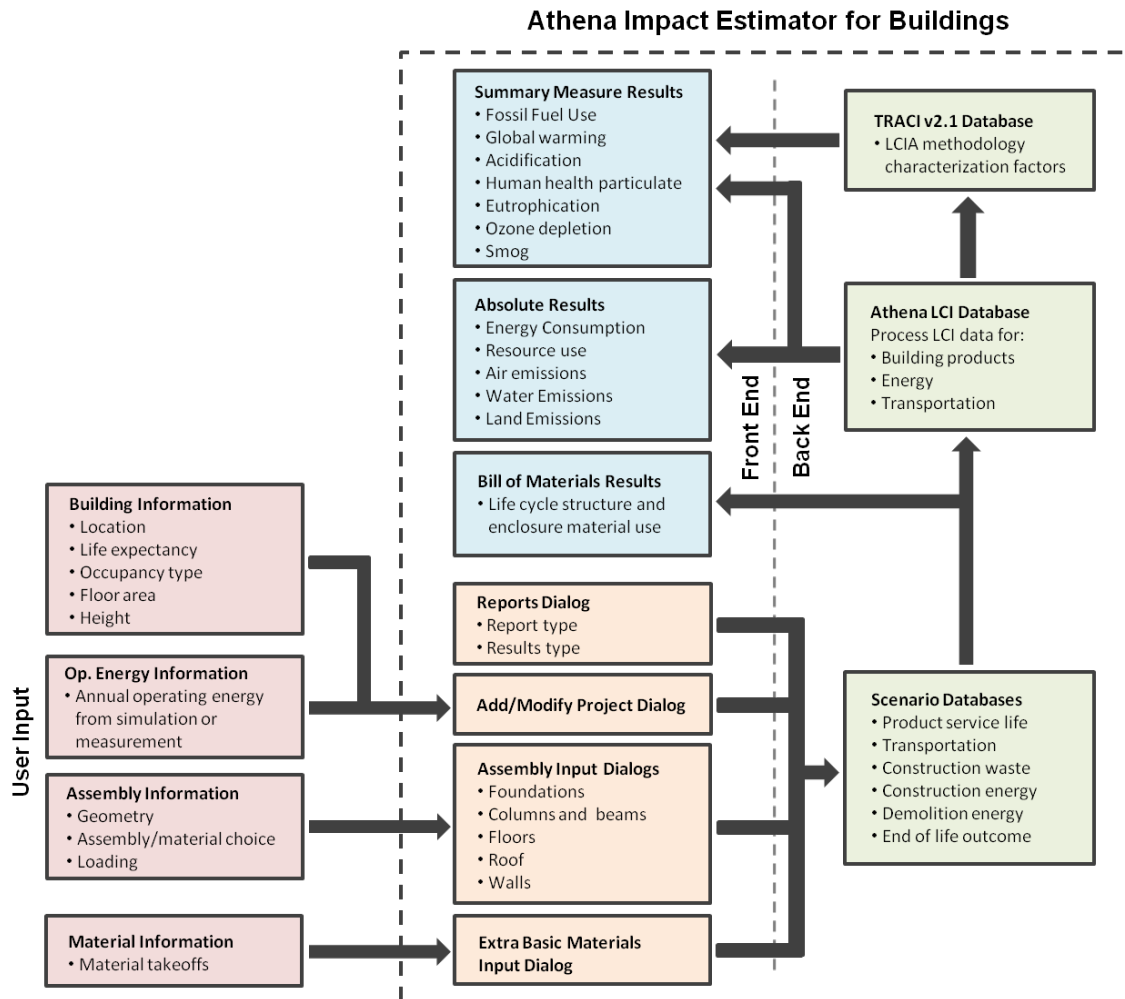 Athena Impact Estimator for Buildings
Summary Measure Results
• Fossil Fuel Use
• Global warming
• Acidification
• Human health particulate
• Eutrophication
• Ozone depletion
• Smog
TRACI v2.1 Database
• LCIA methodology
characterization factors
Absolute Results
• Energy Consumption
• Resource use
• Air emissions
• Water Emissions
• Land Emissions
Athena LCI Database
Process LCI data for:
• Building products
• Energy
• Transportation
Front End
Back End
Bill of Materials Results
• Life cycle structure and
enclosure material use
Building Information
• Location
• Life expectancy
• Occupancy type
• Floor area
• Height
Reports Dialog
• Report type
• Results type
User Input
Op. Energy Information
• Annual operating energy
from simulation or
measurement
Add/Modify Project Dialog
Scenario Databases
• Product service life
• Transportation
• Construction waste
• Construction energy
• Demolition energy
• End of life outcome
Assembly Information
• Geometry
• Assembly/material choice
• Loading
Assembly Input Dialogs
• Foundations
• Columns and beams
• Floors
• Roof
• Walls
Material Information
• Material takeoffs
Extra Basic Materials
Input Dialog